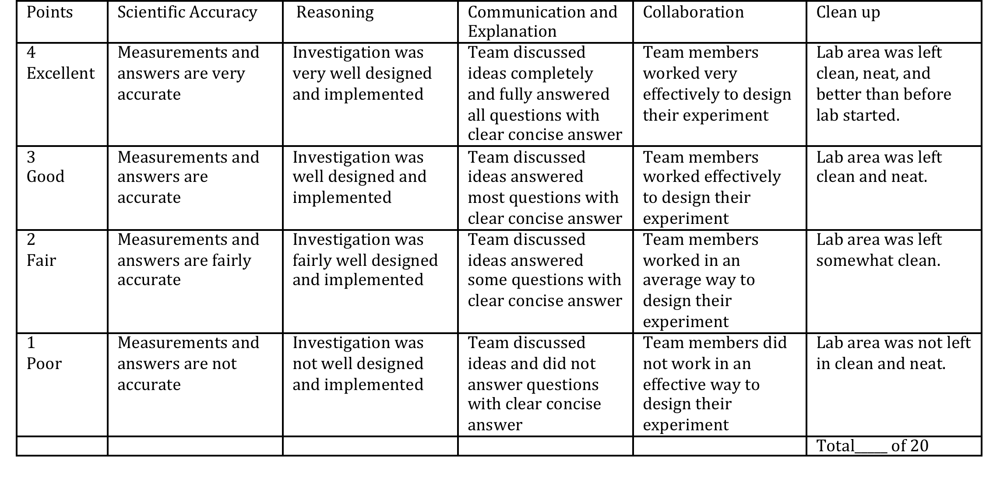 Points
Scientific Accuracy
Reasoning
Communication and
Explanation
Collaboration
Clean up
4
Excellent
Measurements and
answers are very
accurate
Investigation was
very well designed
and implemented
Team discussed
ideas completely
and fully answered
all questions with
clear concise answer
Team members
worked very
effectively to design
their experiment
Lab area was left
clean, neat, and
better than before
lab started.
3
Good
Measurements and
answers are
accurate
Investigation was
well designed and
implemented
Team discussed
ideas answered
most questions with
clear concise answer
Team members
worked effectively
to design their
experiment
Lab area was left
clean and neat.
2
Fair
Measurements and
answers are fairly
accurate
Investigation was
fairly well designed
and implemented
Team discussed
ideas answered
some questions with
clear concise answer
Team members
worked in an
average way to
design their
experiment
Lab area was left
somewhat clean.
1
Poor
Measurements and
answers are not
accurate
Investigation was
not well designed
and implemented
Team discussed
ideas and did not
answer questions
with clear concise
answer
Team members did
not work in an
effective way to
design their
experiment
Lab area was not left
in clean and neat.
Total_____ of 20